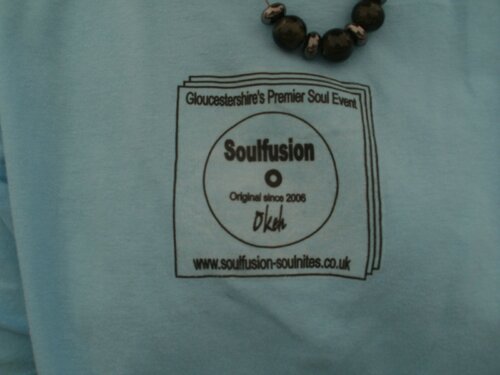 Gloucestershire's Premier Soul Event
Soulfusion
Original since 2006
Okeh
www.soulfusion-soulnites.co.uk